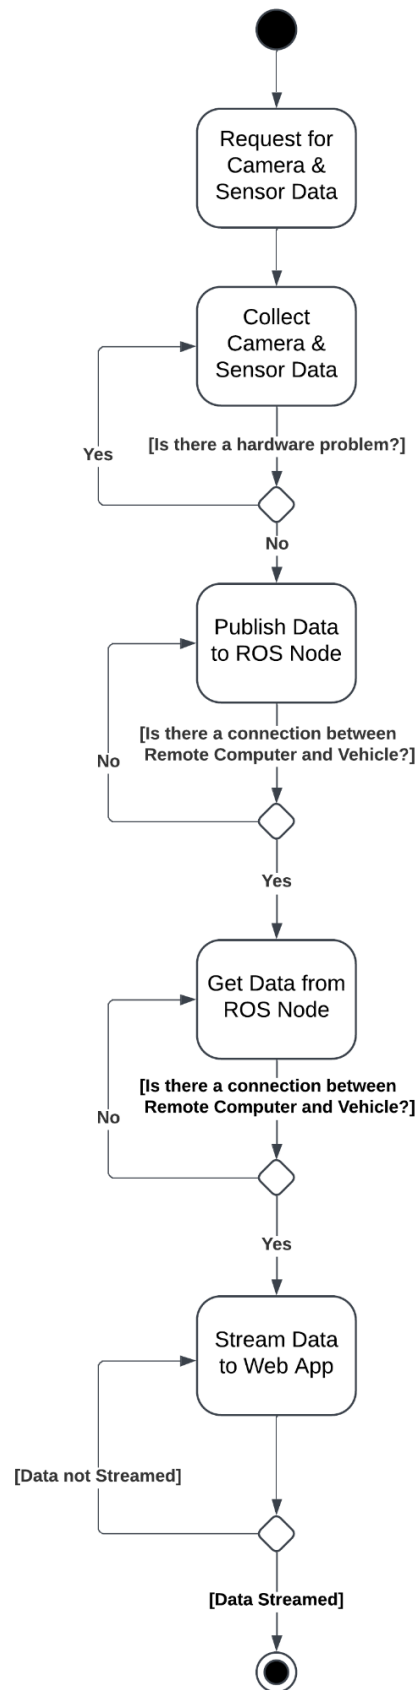 Request for
Camera &
Sensor Data
Collect
Camera &
Sensor Data
[Is there a hardware problem?]
Yes
No
Publish Data
to ROS Node
[Is there a connection between
Remote Computer and Vehicle?]
No
Yes
Get Data from
ROS Node
[Is there a connection between
Remote Computer and Vehicle?]
No
Yes
Stream Data
to Web App
[Data not Streamed]
[Data Streamed]